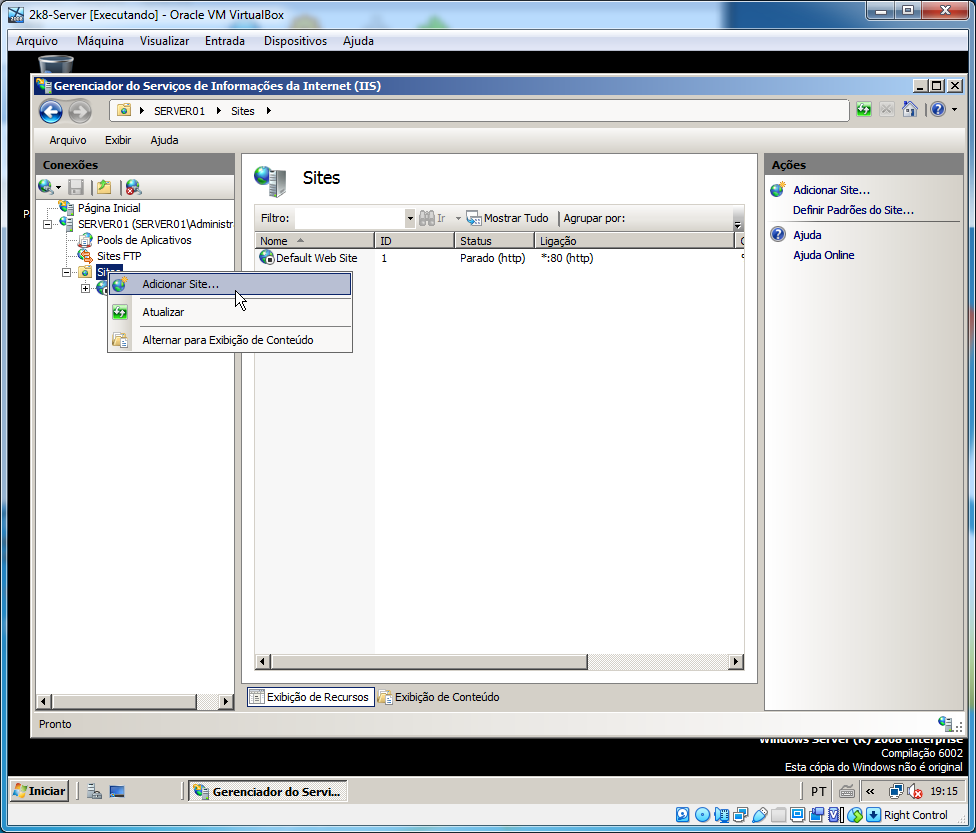 2k8-Server [Executando] - Oracle VM VirtualBox
Arquivo Máquina Visualizar Entrada Dispositivos Ajuda
Gerenciador do Serviços de Informações da Internet (IIS)
SERVER01 Sites
Arquivo Exibir Ajuda
Conexões
Página Inicial
SERVER01 (SERVER01\Administr
Pools de Aplicativos
Sites FTP
Sites
Adicionar Site...
Atualizar
Alternar para Exibição de Conteúdo
Sites
Filtro: Ir Mostrar Tudo Agrupar por:
Nome ID Status Ligação
Default Web Site 1 Parado (http) *:80 (http)
Exibição de Recursos Exibição de Conteúdo
Ações
Adicionar Site...
Definir Padrões do Site...
Ajuda
Ajuda Online
Pronto
Windows Server (R) 2008 Enterprise
Compilação 6002
Esta cópia do Windows não é original
Iniciar Gerenciador do Servi... PT « 19:15
Right Control